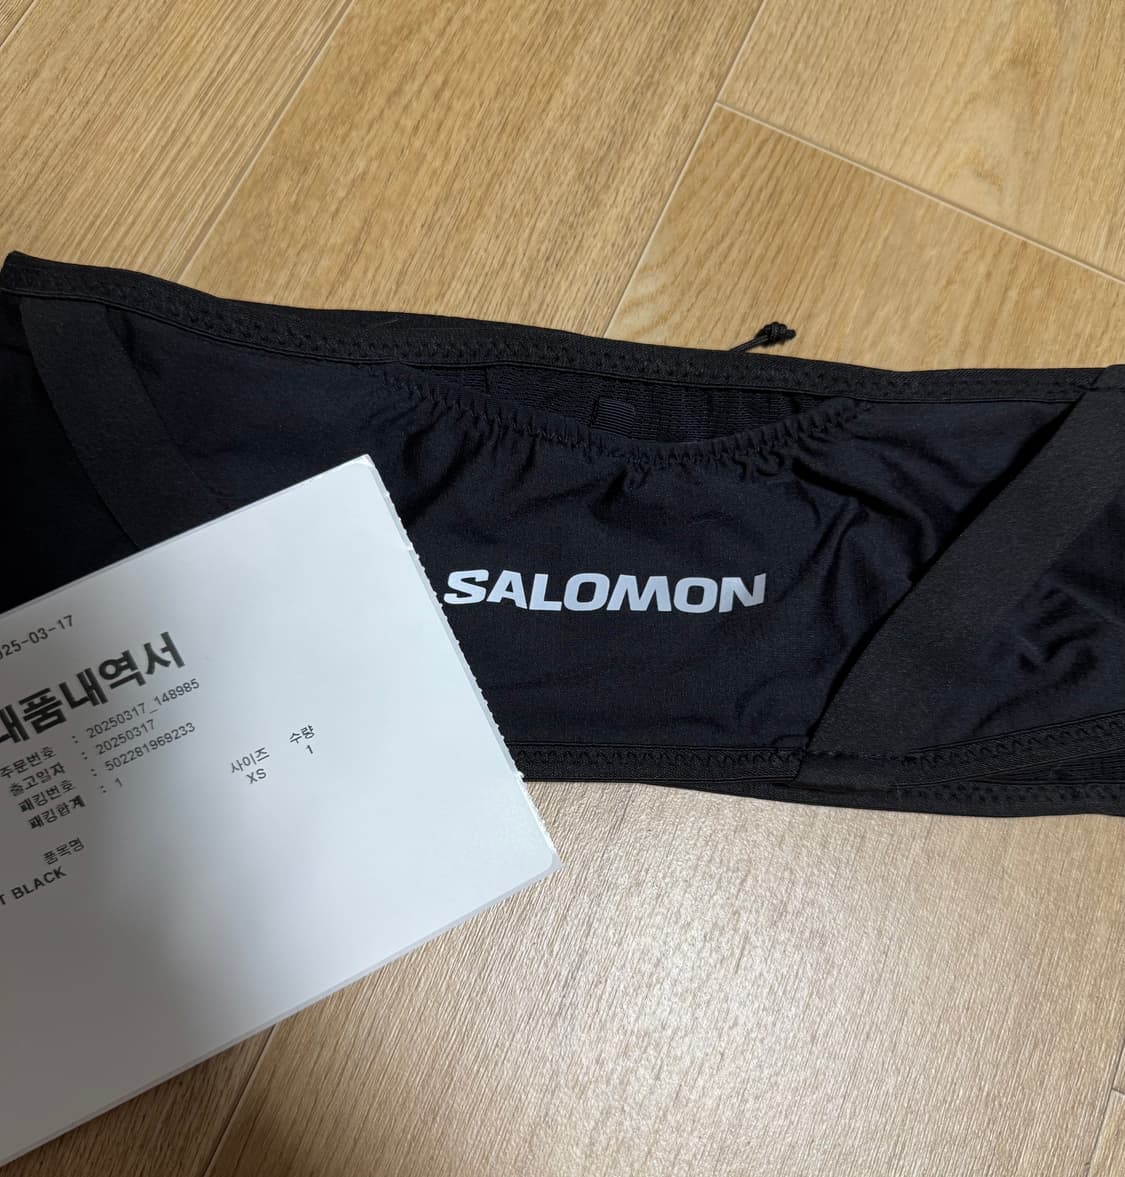 25-03-17
내품내역서
주문번호 : 20250317_148985
출고일자 : 20250317
패킹번호 : 502281969233
패킹합계 : 1
사이즈 수량
XS 1
품목명
T BLACK
SALOMON